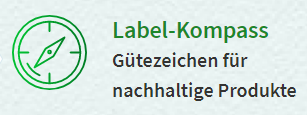 Label-Kompass
Gütezeichen für
nachhaltige Produkte